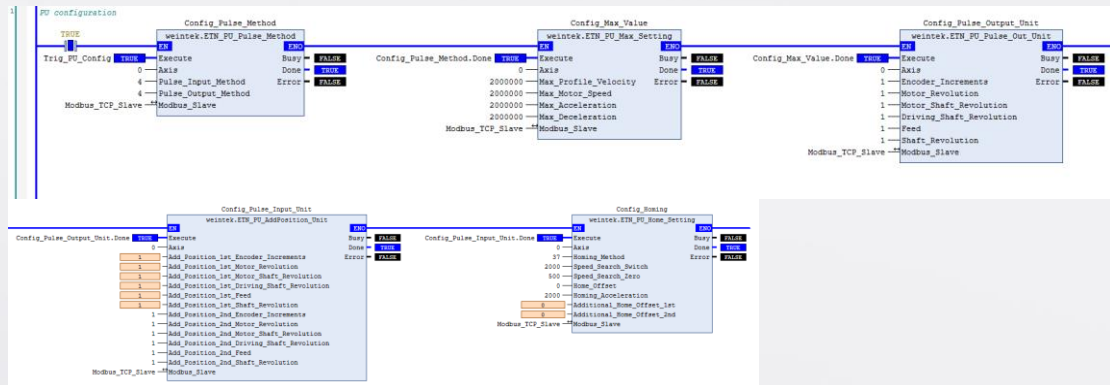 1 PU configuration
TRUE
Config_Pulse_Method
weintek.ETN_PU_Pulse_Method
EN ENO
Trig_PU_Config TRUE Execute Busy FALSE
0 Axis Done TRUE
4 Pulse_Input_Method Error FALSE
4 Pulse_Output_Method
Modbus_TCP_Slave Modbus_Slave
Config_Max_Value
weintek.ETN_PU_Max_Setting
EN ENO
Config_Pulse_Method.Done TRUE Execute Busy FALSE
0 Axis Done TRUE
2000000 Max_Profile_Velocity Error FALSE
2000000 Max_Motor_Speed
2000000 Max_Acceleration
2000000 Max_Deceleration
Modbus_TCP_Slave Modbus_Slave
Config_Pulse_Output_Unit
weintek.ETN_PU_Pulse_Out_Unit
EN ENO
Config_Max_Value.Done TRUE Execute Busy FALSE
0 Axis Done TRUE
1 Encoder_Increments Error FALSE
1 Motor_Revolution
1 Motor_Shaft_Revolution
1 Driving_Shaft_Revolution
1 Feed
1 Shaft_Revolution
Modbus_TCP_Slave Modbus_Slave
Config_Pulse_Input_Unit
weintek.ETN_PU_AddPosition_Unit
EN ENO
Config_Pulse_Output_Unit.Done TRUE Execute Busy FALSE
0 Axis Done TRUE
1 Add_Position_1st_Encoder_Increments Error FALSE
1 Add_Position_1st_Motor_Revolution
1 Add_Position_1st_Motor_Shaft_Revolution
1 Add_Position_1st_Driving_Shaft_Revolution
1 Add_Position_1st_Feed
1 Add_Position_1st_Shaft_Revolution
1 Add_Position_2nd_Encoder_Increments
1 Add_Position_2nd_Motor_Revolution
1 Add_Position_2nd_Motor_Shaft_Revolution
1 Add_Position_2nd_Driving_Shaft_Revolution
1 Add_Position_2nd_Feed
1 Add_Position_2nd_Shaft_Revolution
Modbus_TCP_Slave Modbus_Slave
Config_Homing
weintek.ETN_PU_Home_Setting
EN ENO
Config_Pulse_Input_Unit.Done TRUE Execute Busy FALSE
0 Axis Done TRUE
37 Homing_Method Error FALSE
2000 Speed_Search_Switch
500 Speed_Search_Zero
0 Home_Offset
2000 Homing_Acceleration
0 Additional_Home_Offset_1st
0 Additional_Home_Offset_2nd
Modbus_TCP_Slave Modbus_Slave